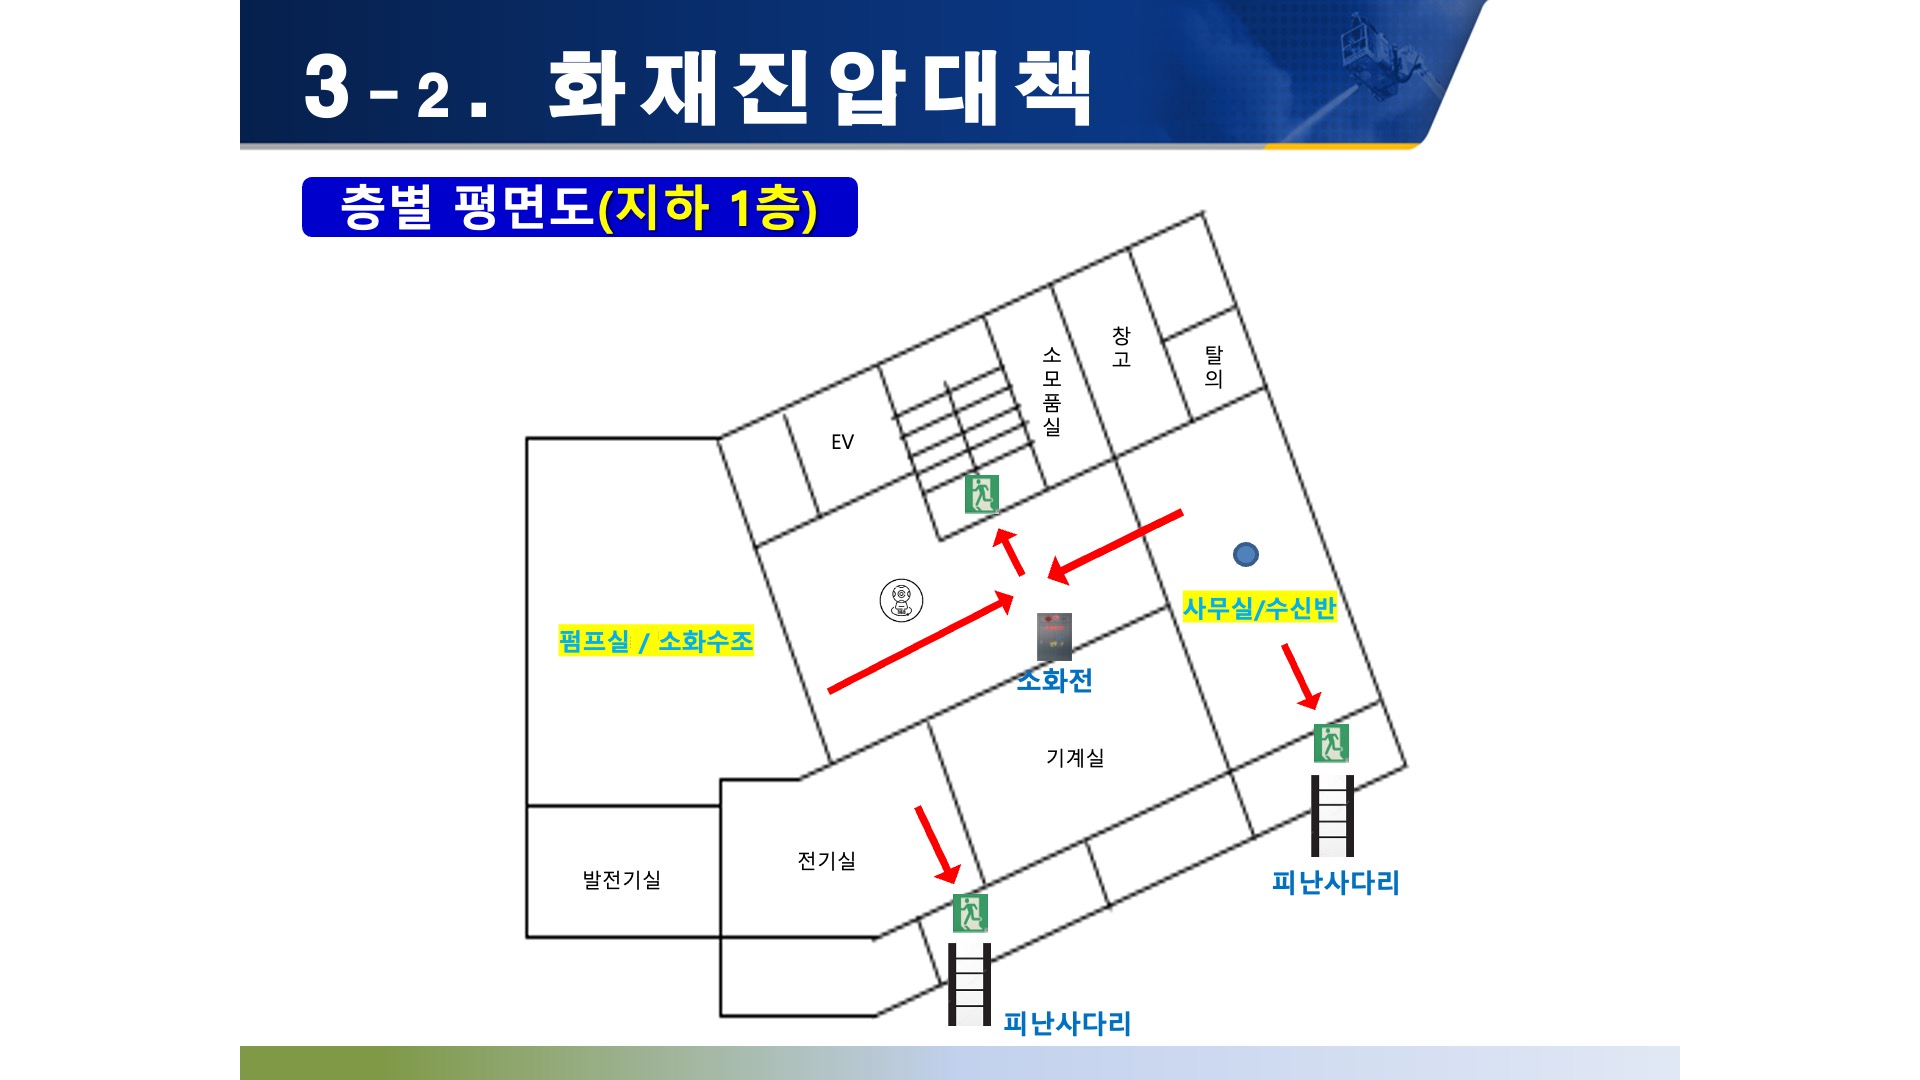 3-2. 화재진압대책
층별 평면도(지하 1층)
창
고
탈
의
소
모
품
실
EV
사무실/수신반
펌프실 / 소화수조
소화전
기계실
전기실
발전기실
피난사다리
피난사다리